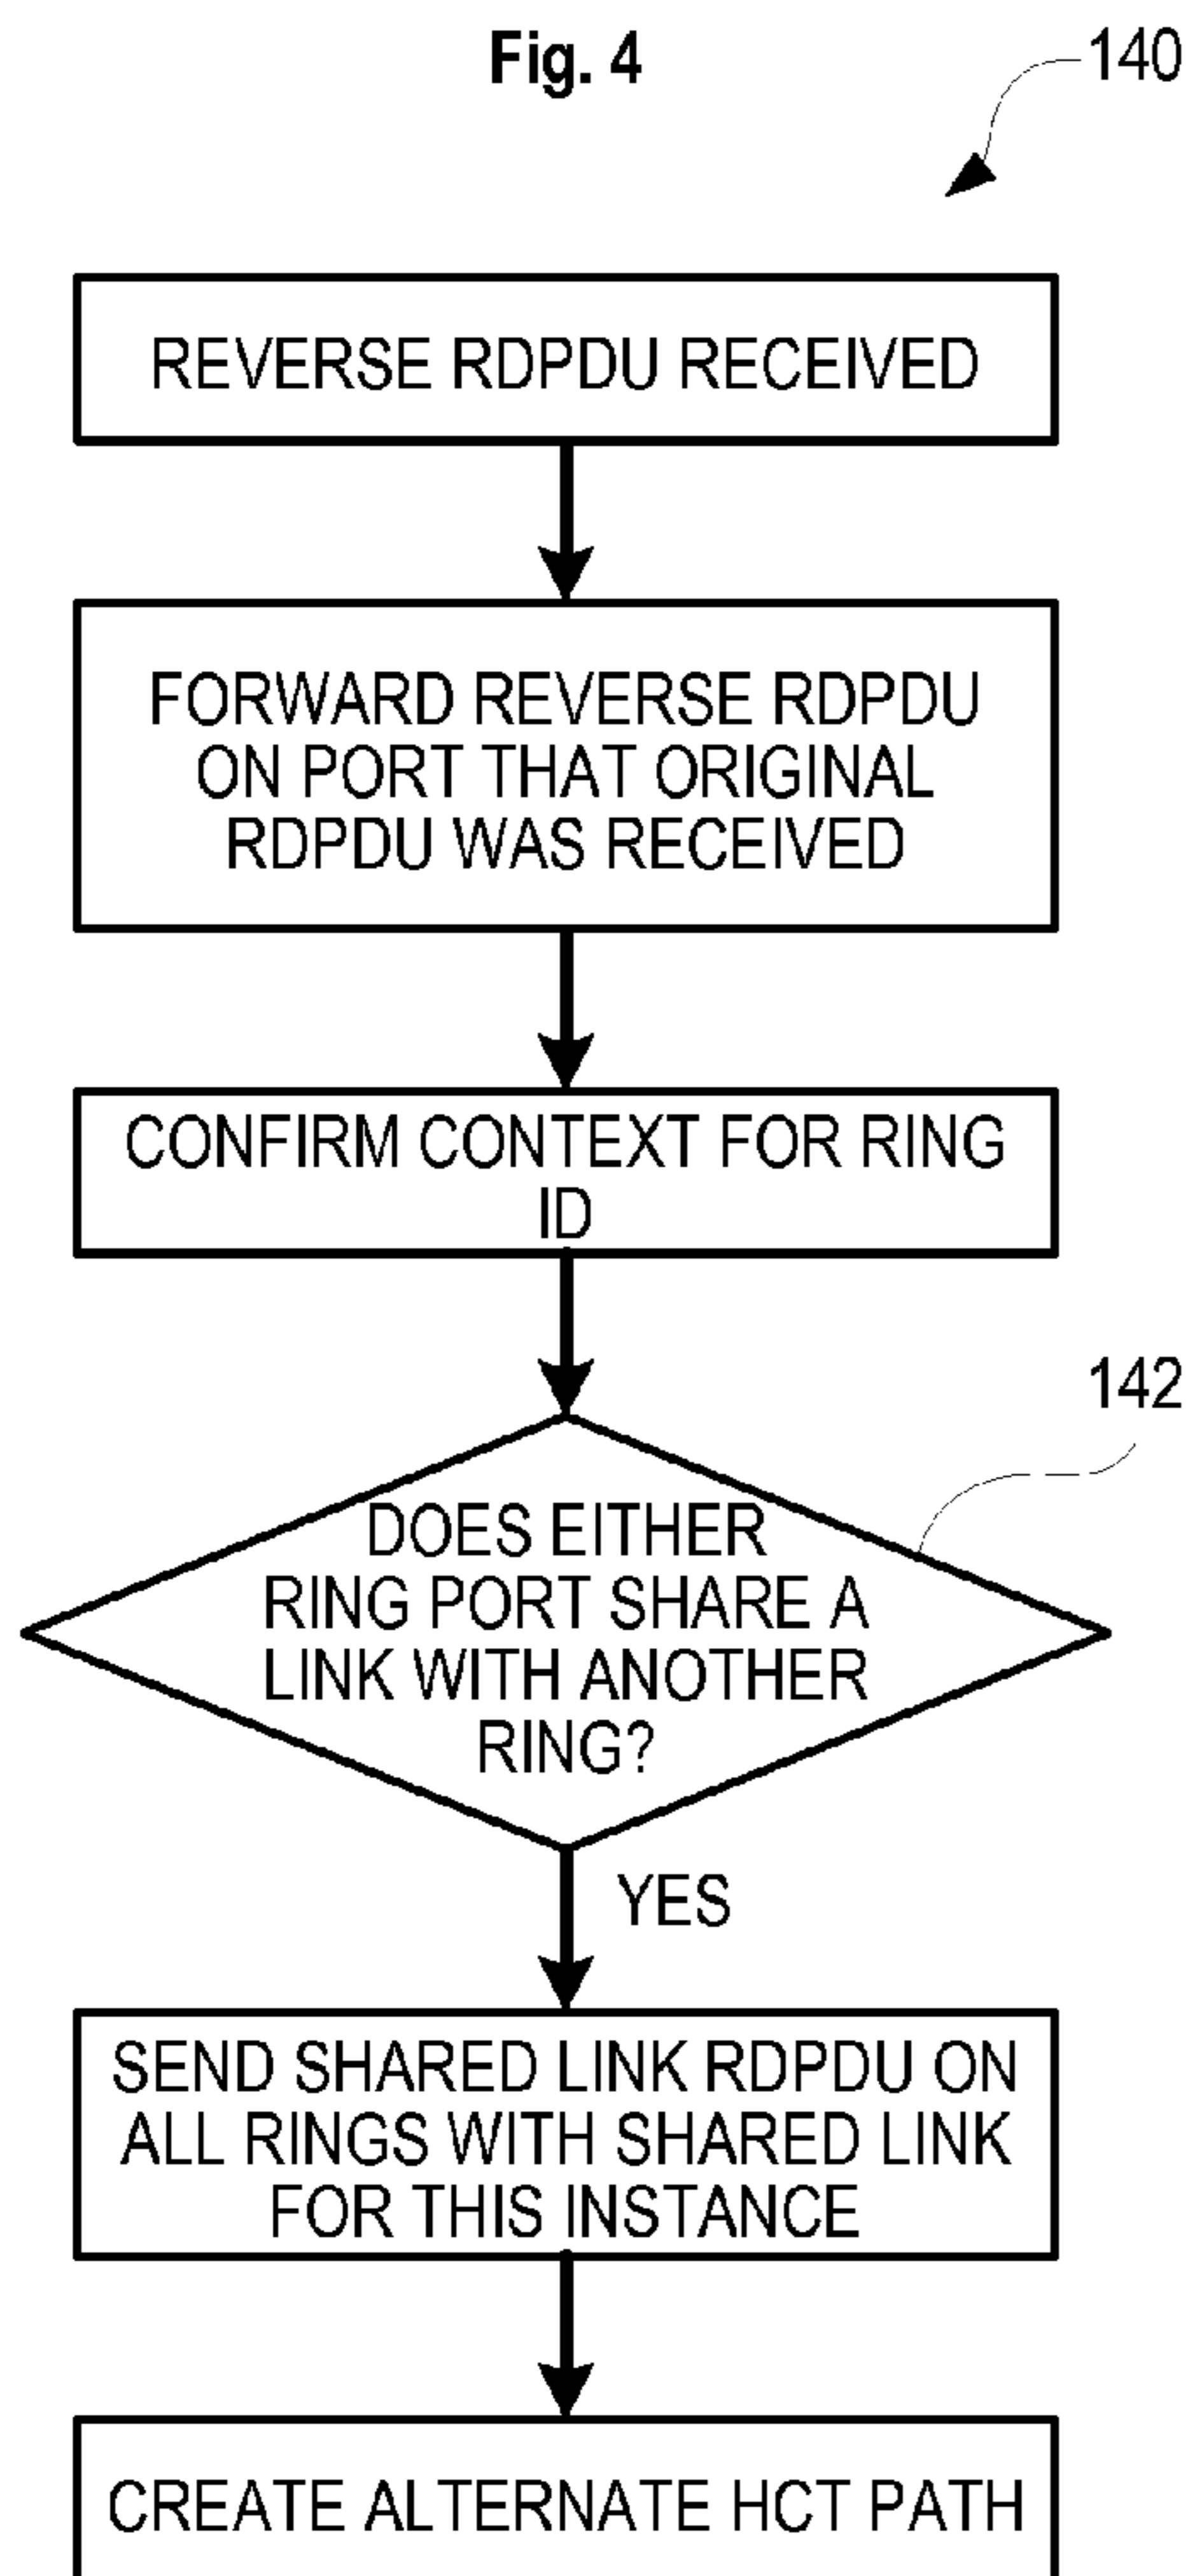 Fig. 4
140
REVERSE RDPDU RECEIVED
FORWARD REVERSE RDPDU
ON PORT THAT ORIGINAL
RDPDU WAS RECEIVED
CONFIRM CONTEXT FOR RING
ID
142
DOES EITHER
RING PORT SHARE A
LINK WITH ANOTHER
RING?
YES
SEND SHARED LINK RDPDU ON
ALL RINGS WITH SHARED LINK
FOR THIS INSTANCE
CREATE ALTERNATE HCT PATH